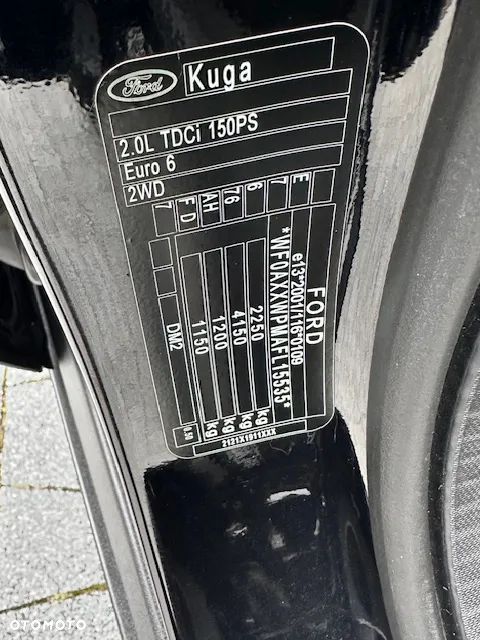 Ford
Kuga
2.0L TDCi 150PS
Euro 6
2WD
FORD
e13*2001/116*0109
*WF0AXXWPMAFL15535*
2250 kg
4150 kg
1200 kg
1150 kg
DM2
E 7 6 76 AH FD 7
2121X1911XXX
OTOMOTO